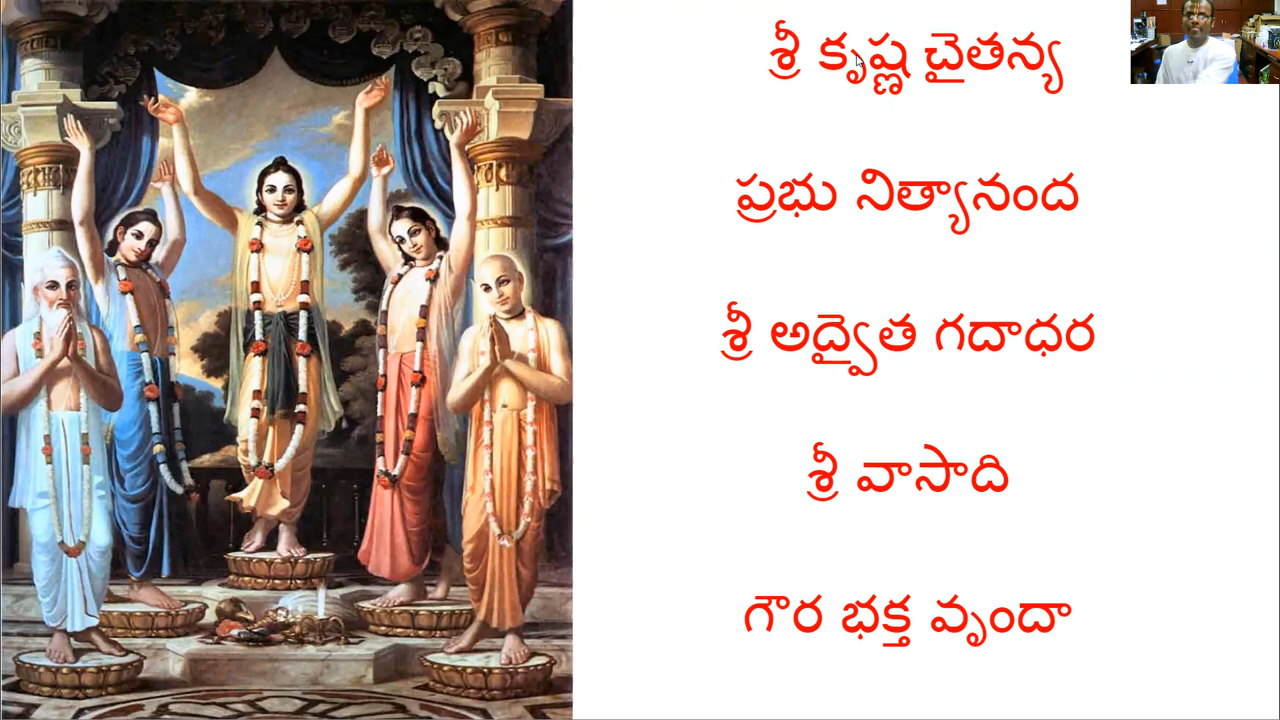 శ్రీ కృష్ణ చైతన్య
ప్రభు నిత్యానంద
శ్రీ అద్వైత గదాధర
శ్రీ వాసాది
గౌర భక్త వృందా